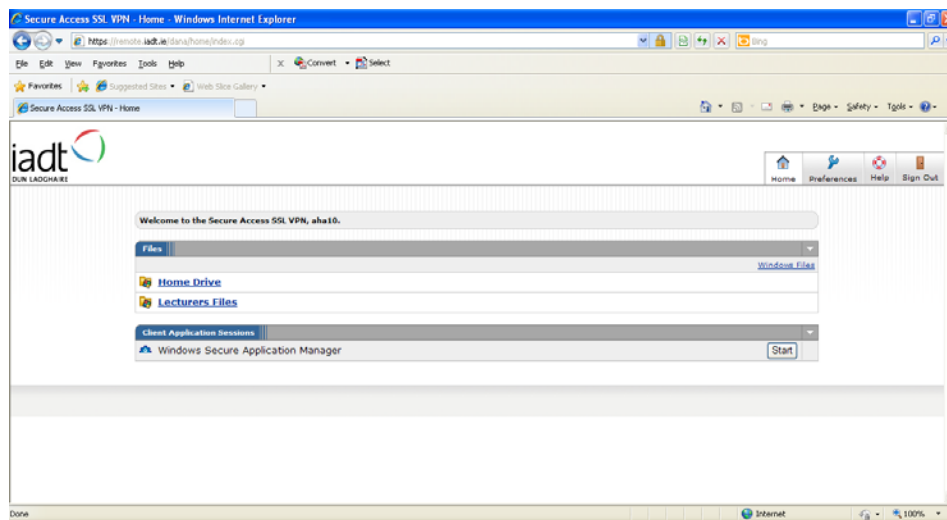 Secure Access SSL VPN - Home - Windows Internet Explorer
https://remote.iadt.ie/dana/home/index.cgi
Bing
File Edit View Favorites Tools Help
x Convert Select
Favorites Suggested Sites Web Slice Gallery
Secure Access SSL VPN - Home
Page Safety Tools
iadt
DUN LAOGHAIRE
Home Preferences Help Sign Out
Welcome to the Secure Access SSL VPN, aha10.
Files
Windows Files
Home Drive
Lecturers Files
Client Application Sessions
Windows Secure Application Manager
Start
Done
Internet
100%